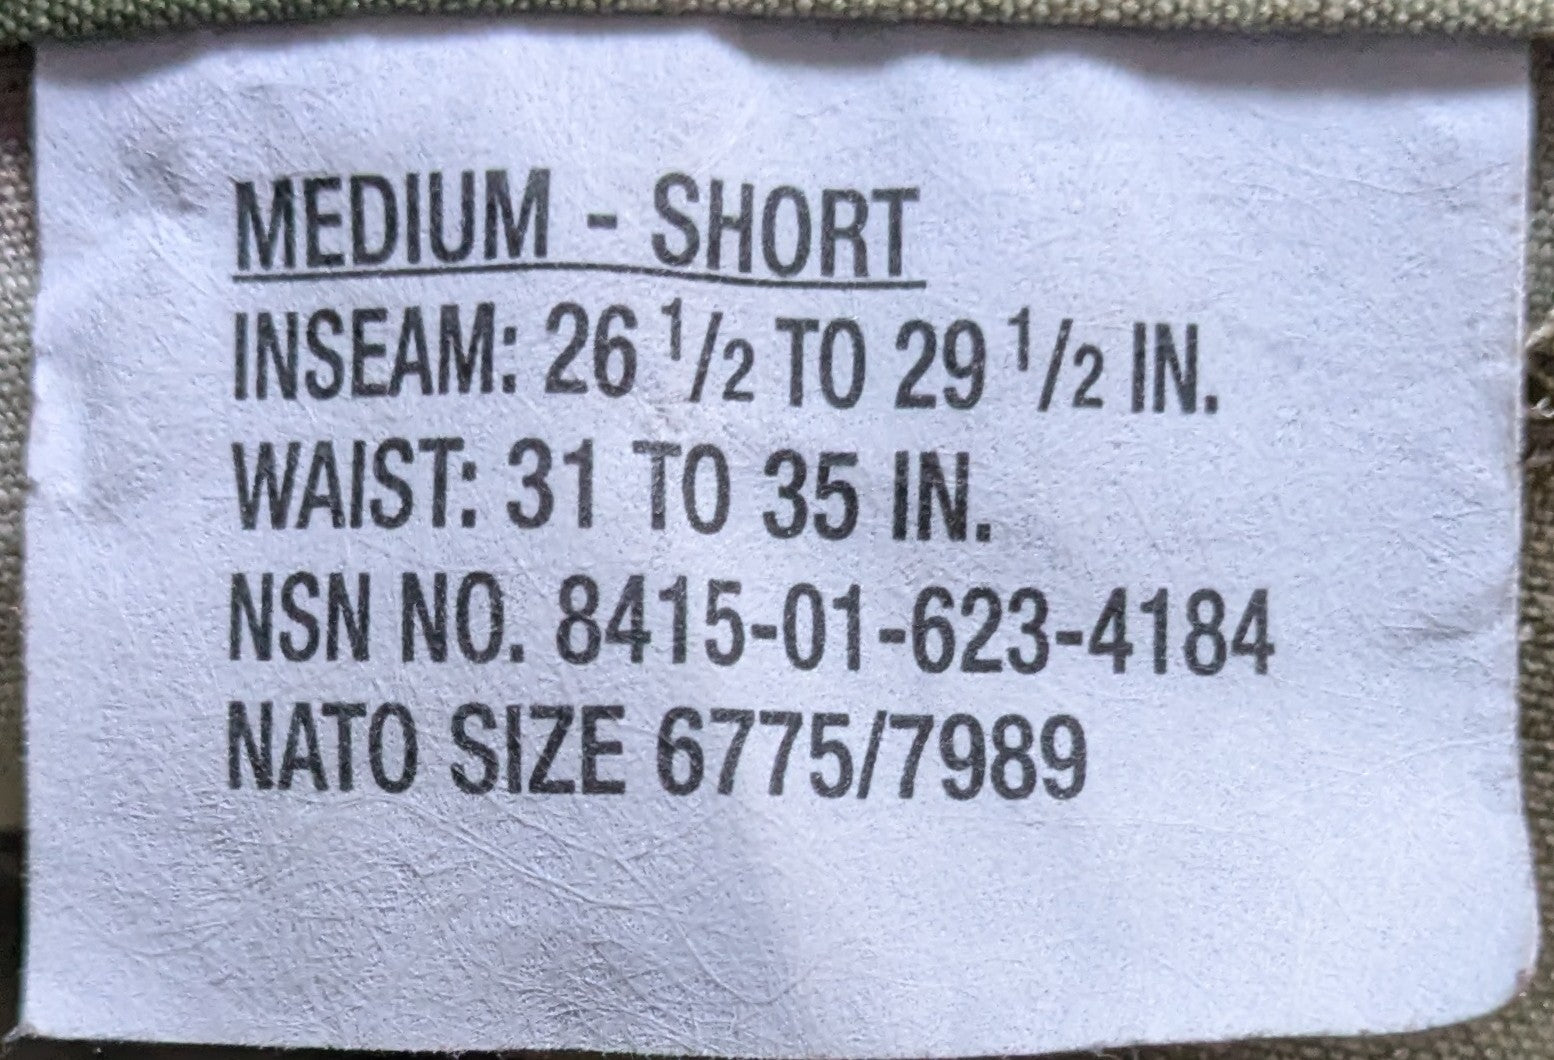 MEDIUM - SHORT
INSEAM: 26 1/2 TO 29 1/2 IN.
WAIST: 31 TO 35 IN.
NSN NO. 8415-01-623-4184
NATO SIZE 6775/7989